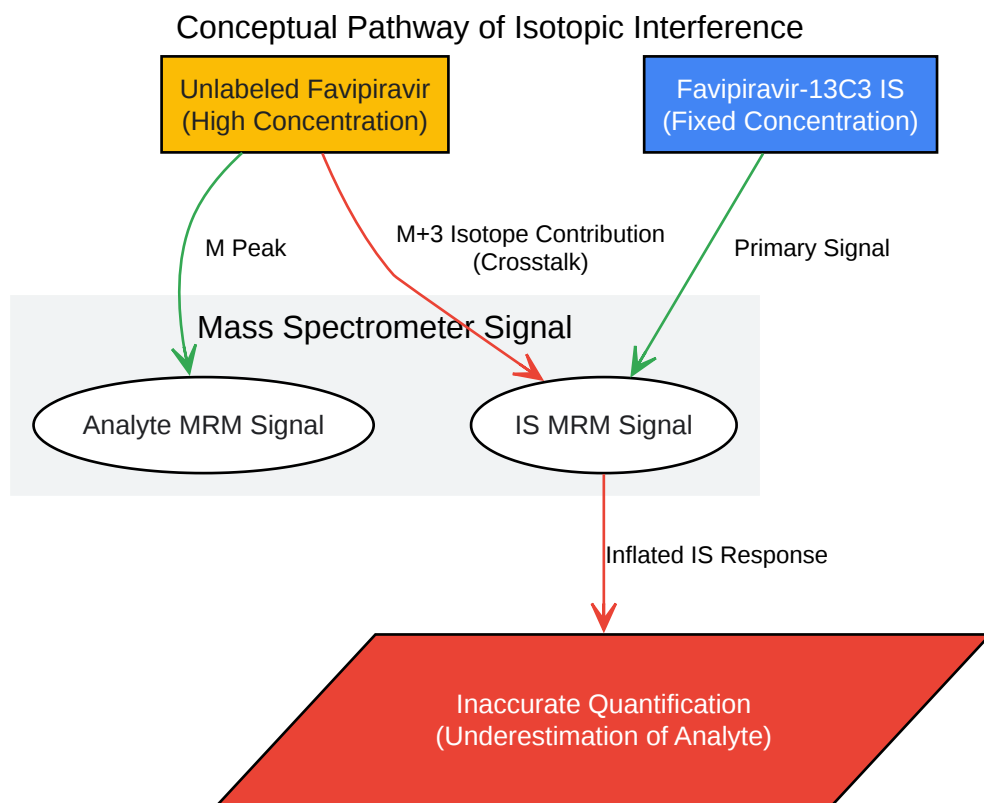 Conceptual Pathway of Isotopic Interference
Unlabeled Favipiravir
(High Concentration)
Favipiravir-13C3 IS
(Fixed Concentration)
M Peak
M+3 Isotope Contribution
(Crosstalk)
Primary Signal
Mass Spectrometer Signal
Analyte MRM Signal
IS MRM Signal
Inflated IS Response
Inaccurate Quantification
(Underestimation of Analyte)